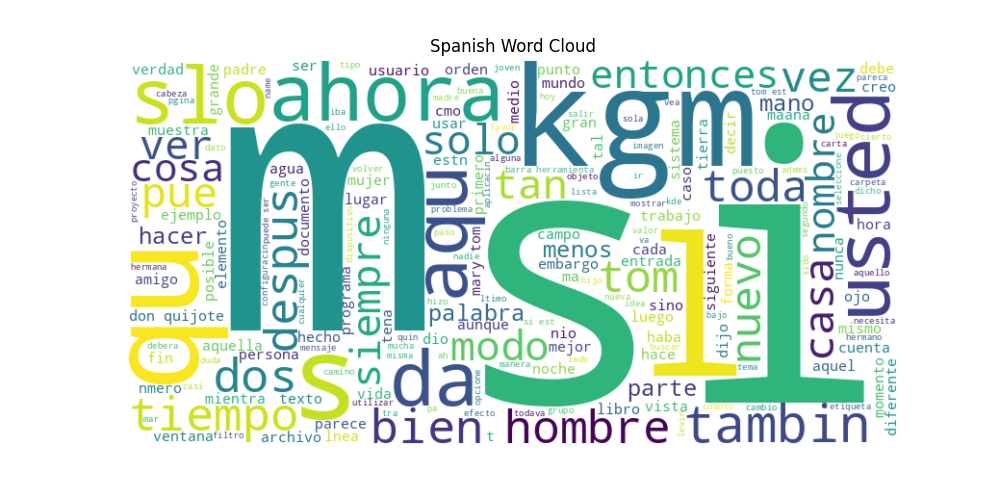 Spanish Word Cloud
verdad padre ser tipo joven punto entonces vez debe
cabeza usuario orden mundo creo
pgina grande name slo ahora iba madre buena hoy medio kgm. tom est mano
muestra dato ello cmo usar favor salir gran sola vea maana
ver solo estn alguna tal imagen sistema tierra decir juego cierto
cosa agua volver barra herramienta ir caso puesto adems carta usted
pue gente mujer aqu primero aplicacin tan objeto lista kde toda nombre seleccione carpeta
proyecto ejemplo lugar junto mostrar dicho
hacer posible elemento despus documento dispositivo ninguna problema campo trabajo valor segundo hora
qu m siempre paso menos va cada nuevo bueno sido nunca aquello
hermana configuracin puede ser cualquier nadie mary tom embargo entrada siguiente forma casa ojo
amigo programa tena hizo ltimo ma tom hijo
don quijote palabra si nueva idea sino l bajo necesita
hecho quin dio aunque nio luego haba dijo mismo hermano
debera aquella mensaje mucha si est modo mejor hace buscar cuenta
fin duda persona misma ah manera noche lado tema aquel
nmero casi dos camino s vida da opcione parte momento
mientra texto utilizar grupo libro vista cuanto cambio etiqueta diferente
tiempo mar parece tra pa efecto todava levin
ventana filtro archivo lnea bien t hombre tambin